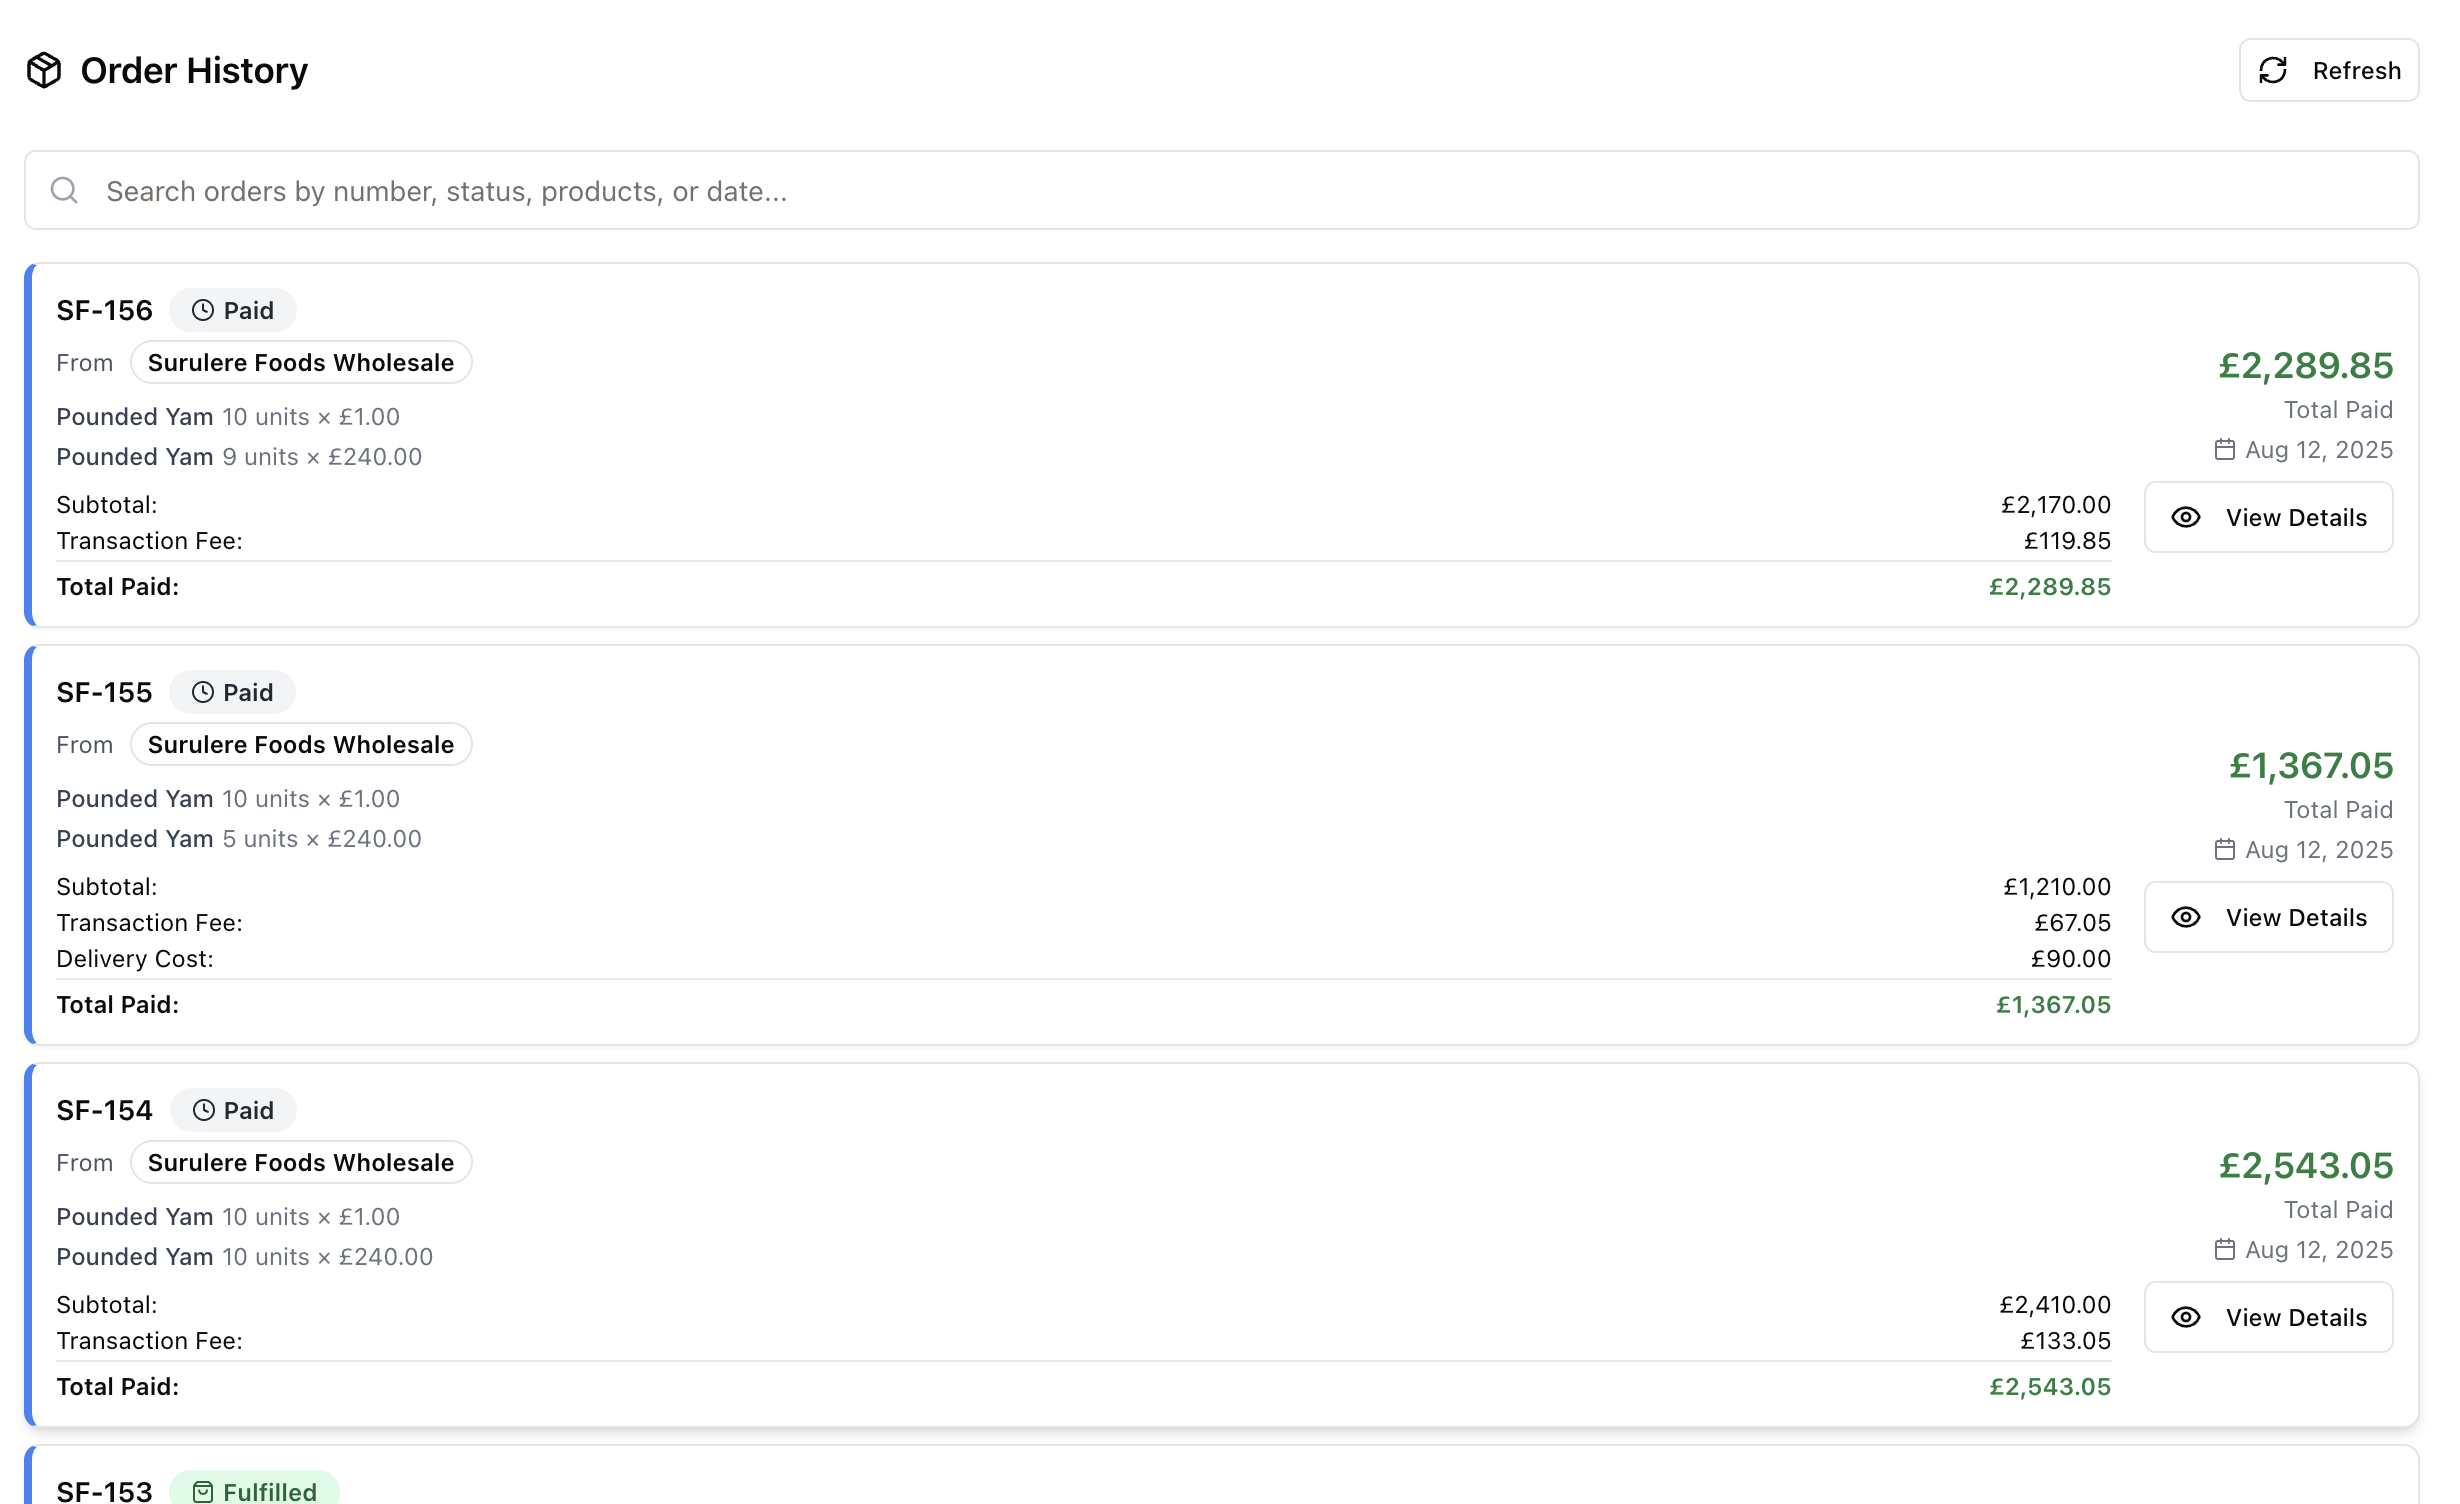 Order History
Refresh
Search orders by number, status, products, or date...
SF-156 Paid
From Surulere Foods Wholesale
£2,289.85
Pounded Yam 10 units × £1.00
Total Paid
Pounded Yam 9 units × £240.00
Aug 12, 2025
Subtotal: £2,170.00
View Details
Transaction Fee: £119.85
Total Paid: £2,289.85
SF-155 Paid
From Surulere Foods Wholesale
£1,367.05
Pounded Yam 10 units × £1.00
Total Paid
Pounded Yam 5 units × £240.00
Aug 12, 2025
Subtotal: £1,210.00
View Details
Transaction Fee: £67.05
Delivery Cost: £90.00
Total Paid: £1,367.05
SF-154 Paid
From Surulere Foods Wholesale
£2,543.05
Pounded Yam 10 units × £1.00
Total Paid
Pounded Yam 10 units × £240.00
Aug 12, 2025
Subtotal: £2,410.00
View Details
Transaction Fee: £133.05
Total Paid: £2,543.05
SF-153 Fulfilled